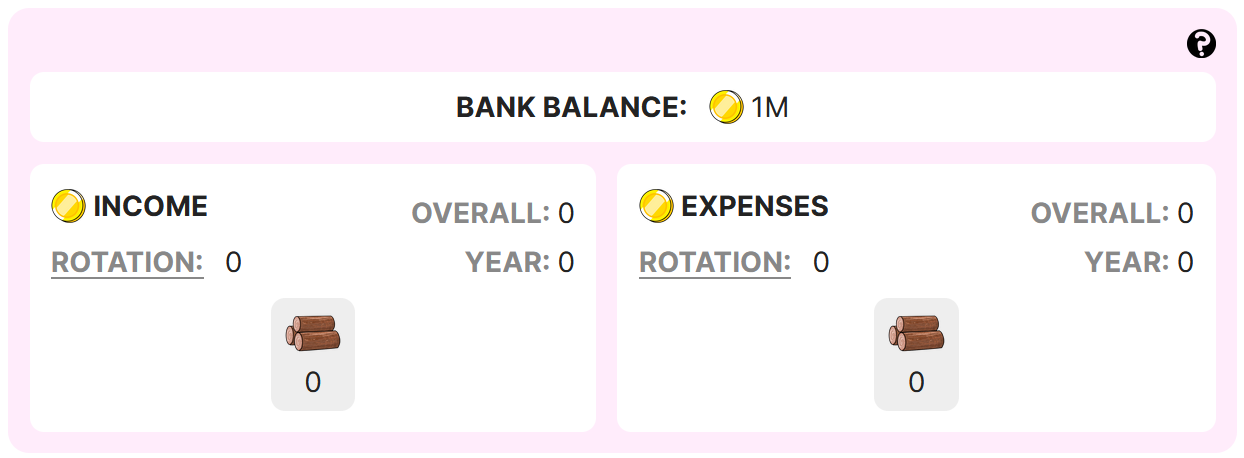 ?
BANK BALANCE: 1M
INCOME
OVERALL: 0
ROTATION: 0
YEAR: 0
0
EXPENSES
OVERALL: 0
ROTATION: 0
YEAR: 0
0